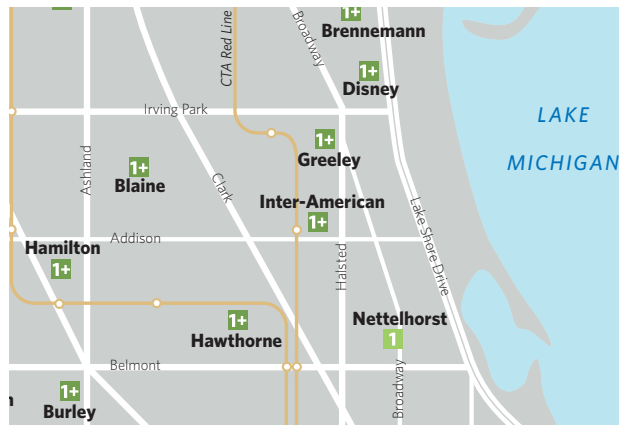 1+
Brennemann
Broadway
CTA Red Line
1+
Disney
LAKE
MICHIGAN
Irving Park
1+
Greeley
1+
Blaine
Ashland
Clark
Inter-American
1+
Lake Shore Drive
Addison
Hamilton
1+
Halsted
1+
Hawthorne
Nettelhorst
1
Belmont
Broadway
1+
Burley